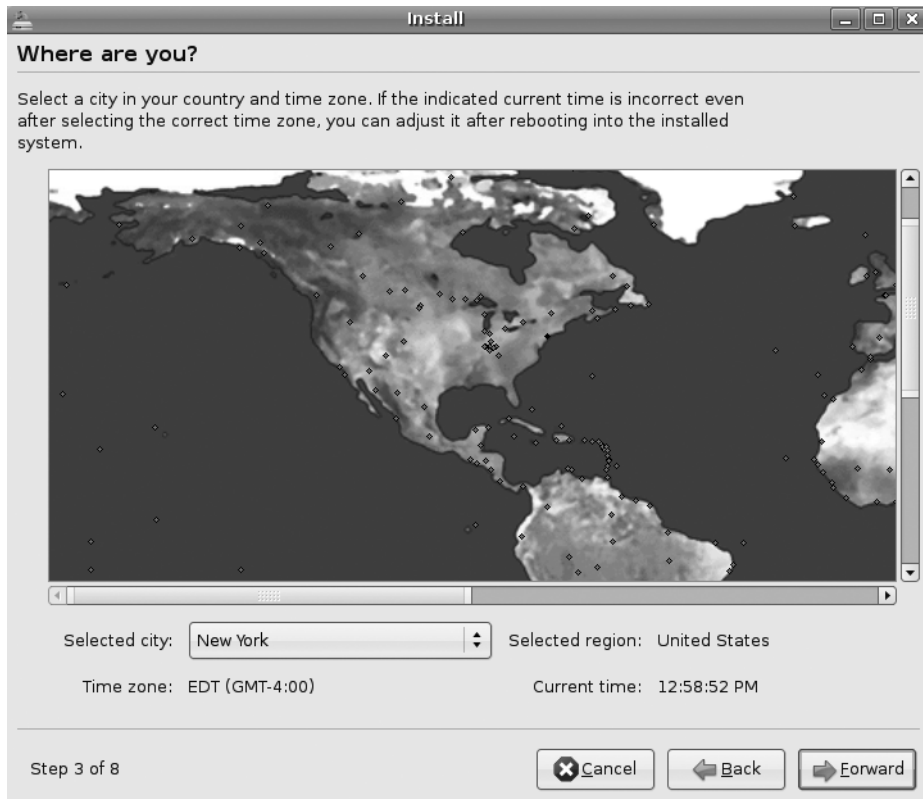 Install
Where are you?
Select a city in your country and time zone. If the indicated current time is incorrect even
after selecting the correct time zone, you can adjust it after rebooting into the installed
system.
Selected city: New York Selected region: United States
Time zone: EDT (GMT-4:00) Current time: 12:58:52 PM
Step 3 of 8 Cancel Back Forward